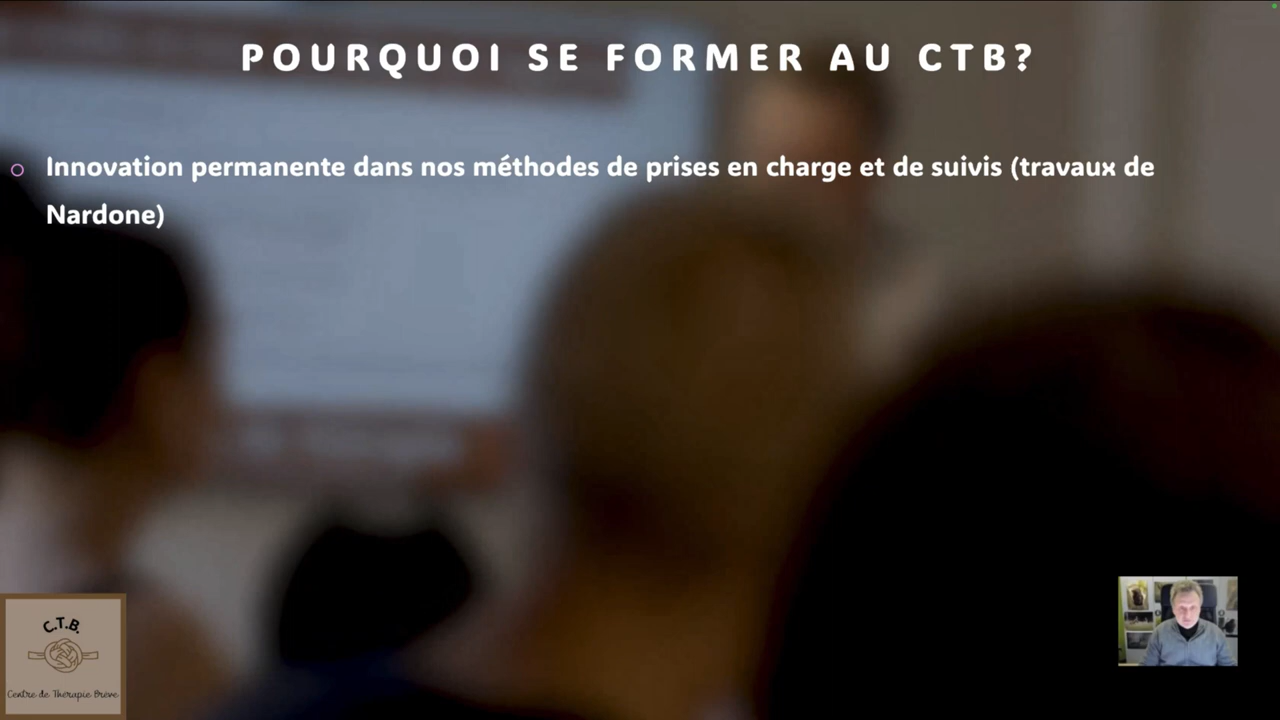 POURQUOI SE FORMER AU CTB?
Innovation permanente dans nos méthodes de prises en charge et de suivis (travaux de
Nardone)
C.T.B.
Centre de Thérapie Brève